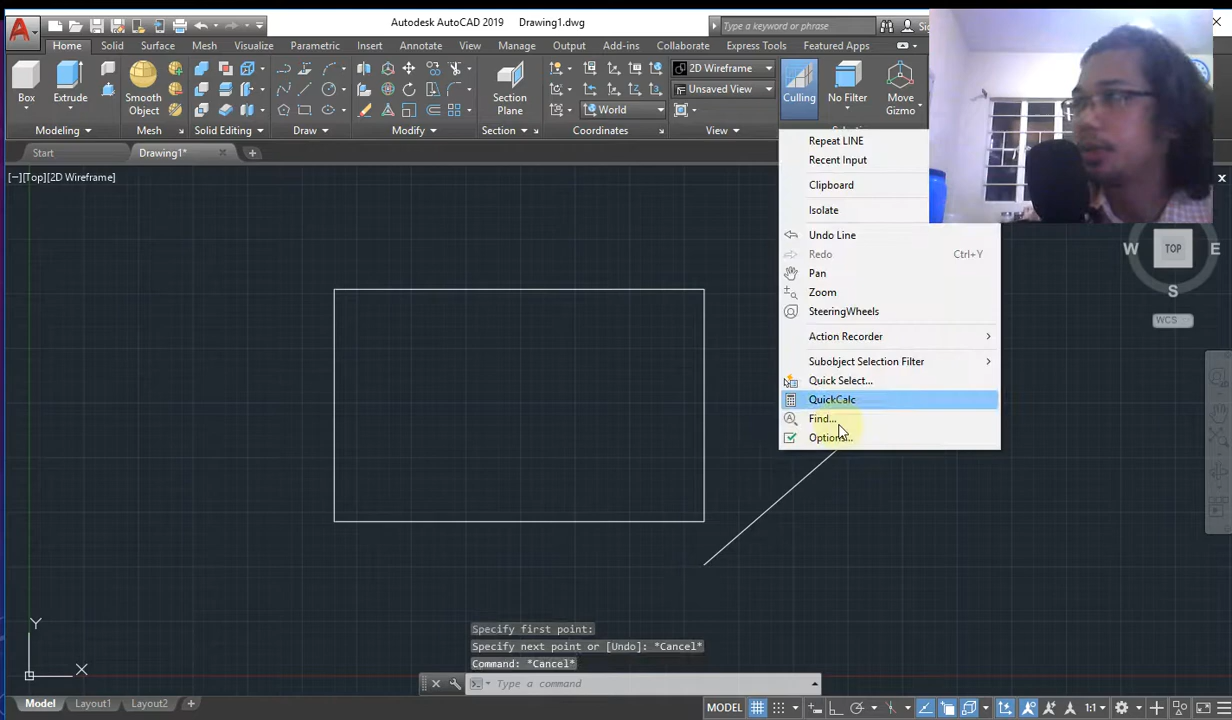 Autodesk AutoCAD 2019 Drawing1.dwg
Type a keyword or phrase
Home Solid Surface Mesh Visualize Parametric Insert Annotate View Manage Output Add-ins Collaborate Express Tools Featured Apps
2D Wireframe
Unsaved View
World
Box Extrude Smooth Object Section Plane Culling No Filter Move Gizmo
Modeling Mesh Solid Editing Draw Modify Section Coordinates View
Start Drawing1*
[−][Top][2D Wireframe]
Repeat LINE
Recent Input
Clipboard
Isolate
Undo Line
Redo Ctrl+Y
Pan
Zoom
SteeringWheels
Action Recorder
Subobject Selection Filter
Quick Select...
QuickCalc
Find...
Options...
W TOP E
S
WCS
Y
X
Specify first point:
Specify next point or [Undo]: *Cancel*
Command: *Cancel*
Type a command
Model Layout1 Layout2
MODEL 1:1